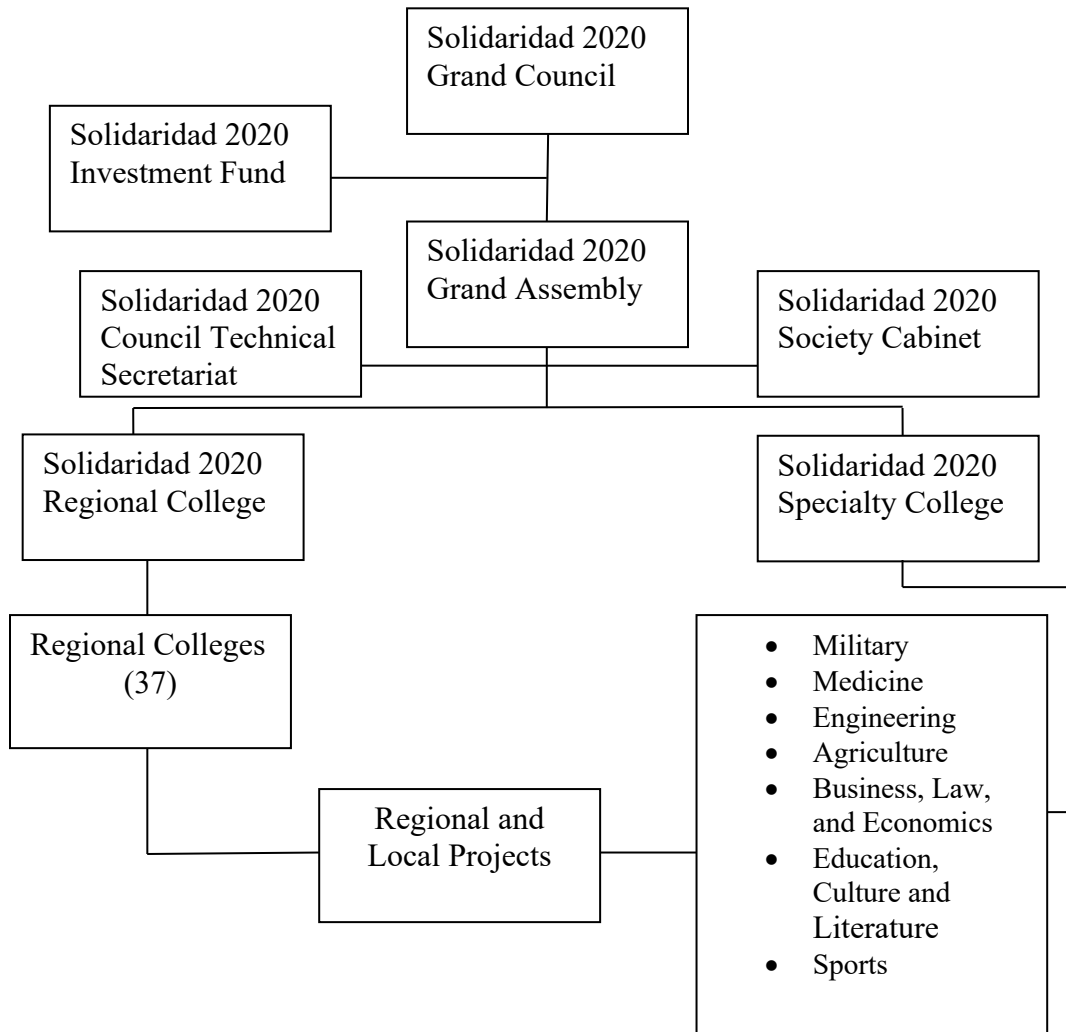 Solidaridad 2020
Grand Council
Solidaridad 2020
Investment Fund
Solidaridad 2020
Grand Assembly
Solidaridad 2020
Council Technical
Secretariat
Solidaridad 2020
Society Cabinet
Solidaridad 2020
Regional College
Solidaridad 2020
Specialty College
Regional Colleges
(37)
Regional and
Local Projects
• Military
• Medicine
• Engineering
• Agriculture
• Business, Law,
and Economics
• Education,
Culture and
Literature
• Sports